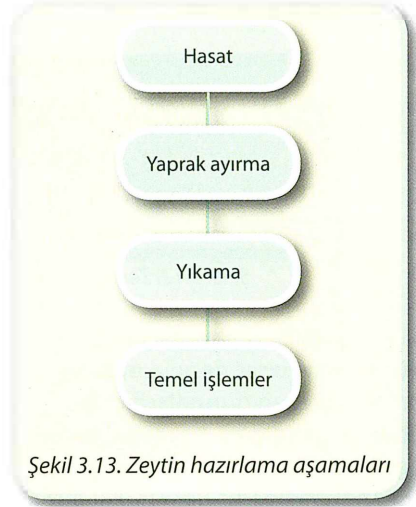 Hasat
Yaprak ayırma
Yıkama
Temel işlemler
Şekil 3.13. Zeytin hazırlama aşamaları